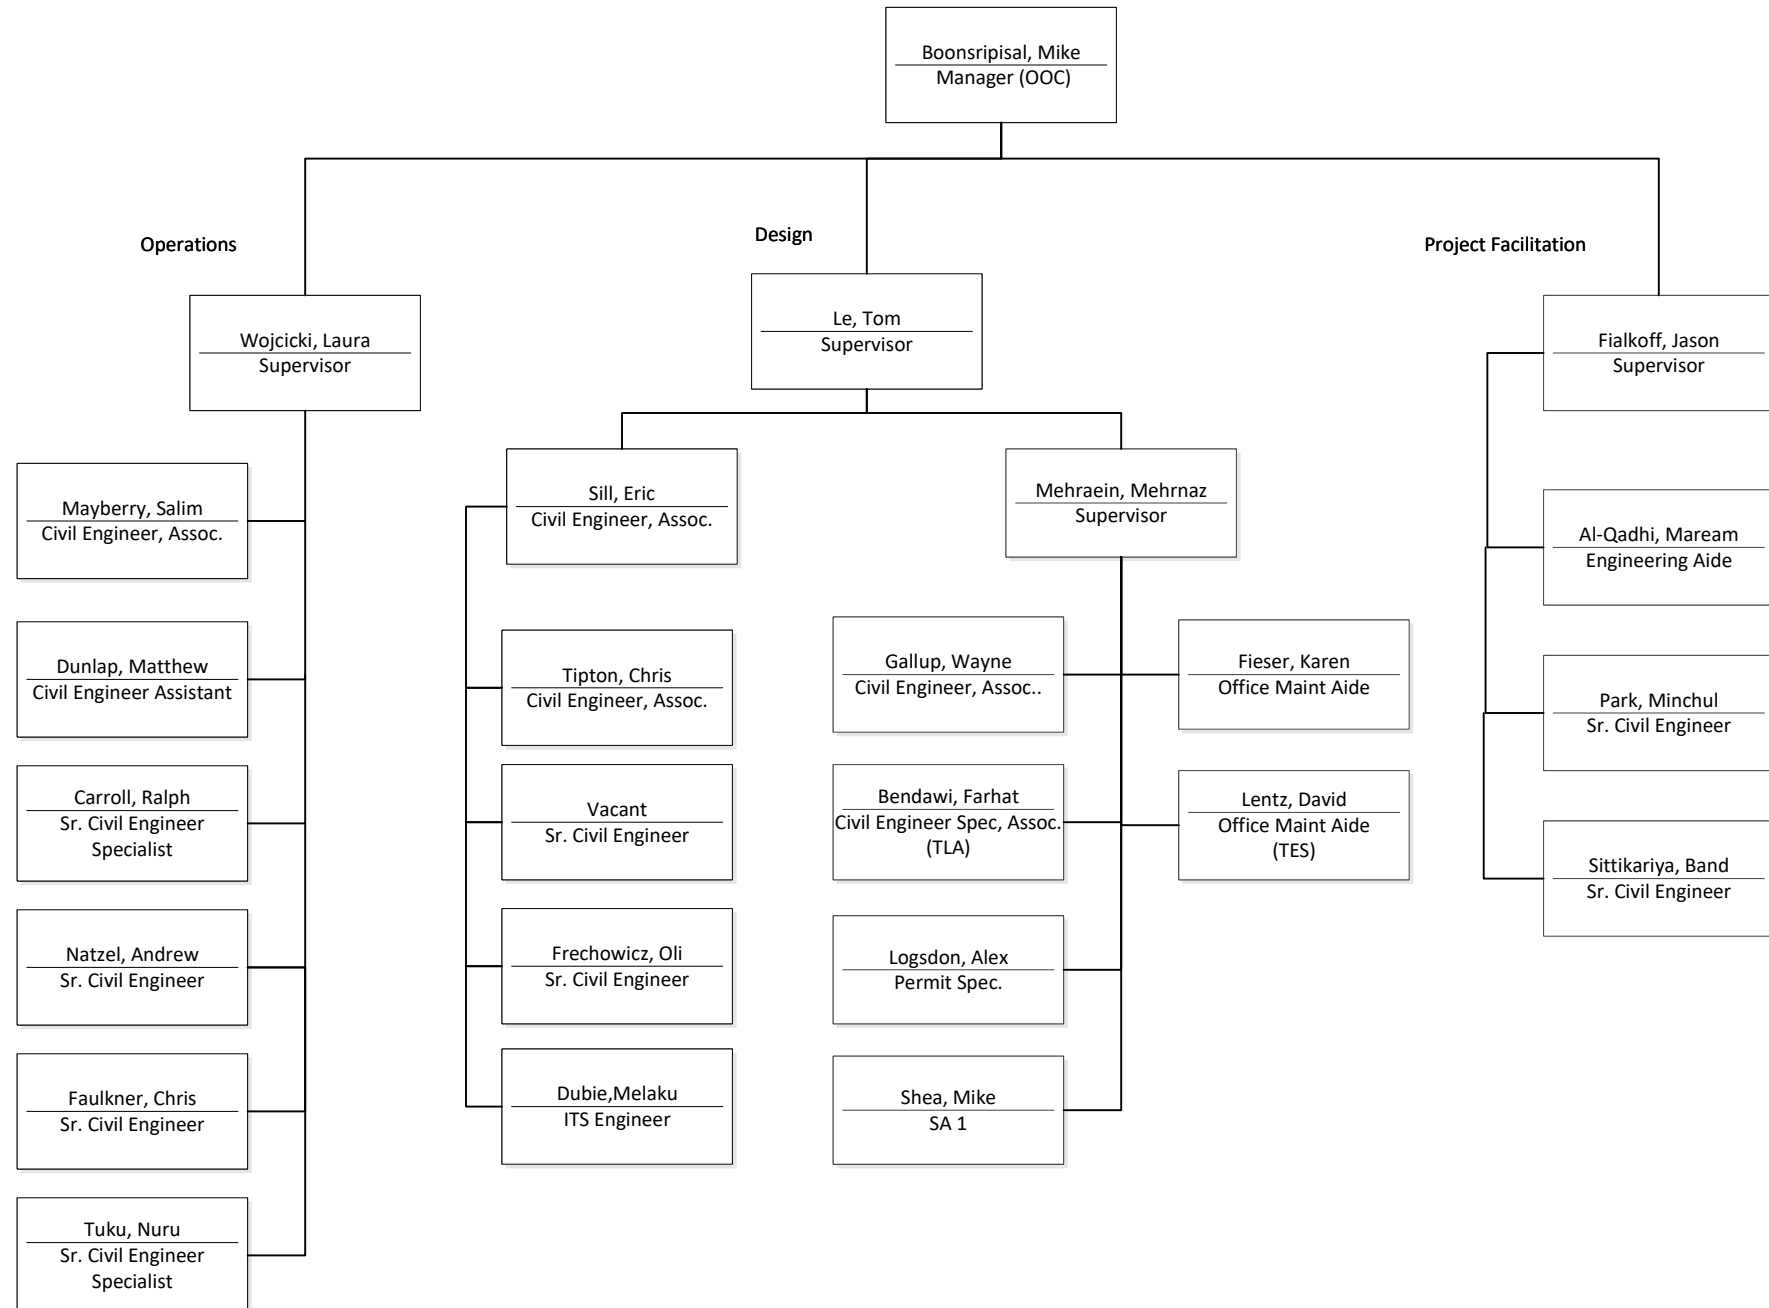 Boonsripisal, Mike
Manager (OOC)
Operations
Design
Project Facilitation
Wojcicki, Laura
Supervisor
Le, Tom
Supervisor
Fialkoff, Jason
Supervisor
Mayberry, Salim
Civil Engineer, Assoc.
Dunlap, Matthew
Civil Engineer Assistant
Carroll, Ralph
Sr. Civil Engineer
Specialist
Natzel, Andrew
Sr. Civil Engineer
Faulkner, Chris
Sr. Civil Engineer
Tuku, Nuru
Sr. Civil Engineer
Specialist
Sill, Eric
Civil Engineer, Assoc.
Tipton, Chris
Civil Engineer, Assoc.
Vacant
Sr. Civil Engineer
Frechowicz, Oli
Sr. Civil Engineer
Dubie,Melaku
ITS Engineer
Mehraein, Mehrnaz
Supervisor
Gallup, Wayne
Civil Engineer, Assoc..
Bendawi, Farhat
Civil Engineer Spec, Assoc.
(TLA)
Logsdon, Alex
Permit Spec.
Shea, Mike
SA 1
Fieser, Karen
Office Maint Aide
Lentz, David
Office Maint Aide
(TES)
Al-Qadhi, Maream
Engineering Aide
Park, Minchul
Sr. Civil Engineer
Sittikariya, Band
Sr. Civil Engineer